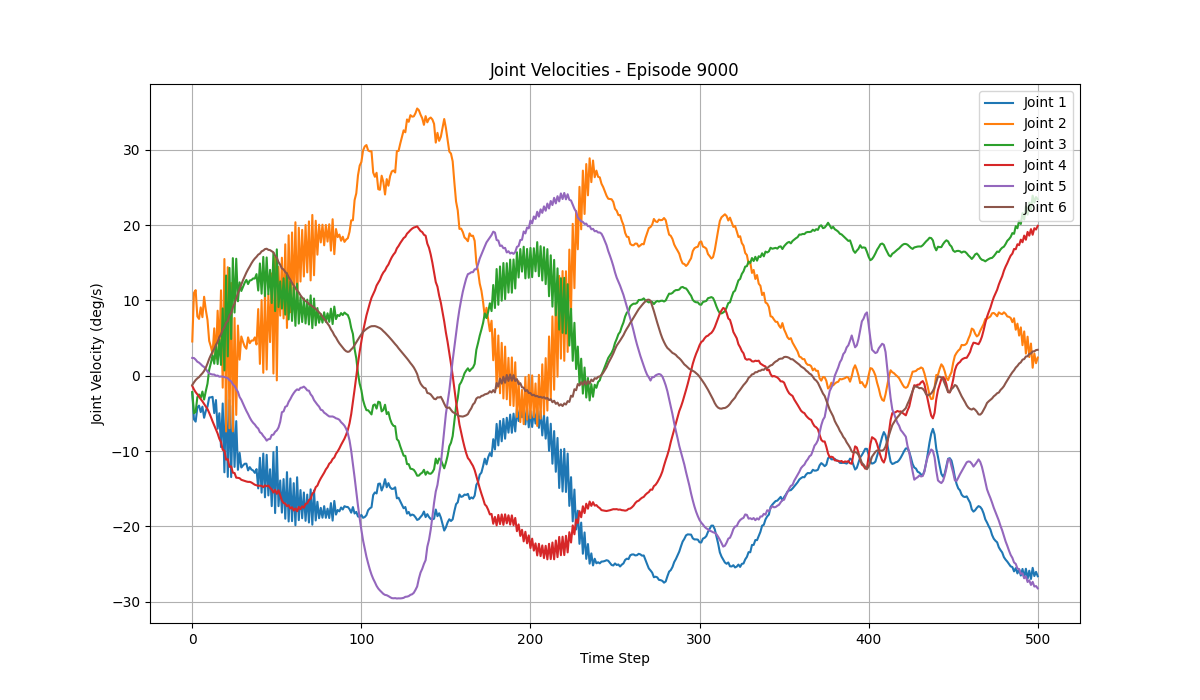 Joint Velocities - Episode 9000
Joint Velocity (deg/s)
30
20
10
0
−10
−20
−30
0 100 200 300 400 500
Time Step
Joint 1
Joint 2
Joint 3
Joint 4
Joint 5
Joint 6